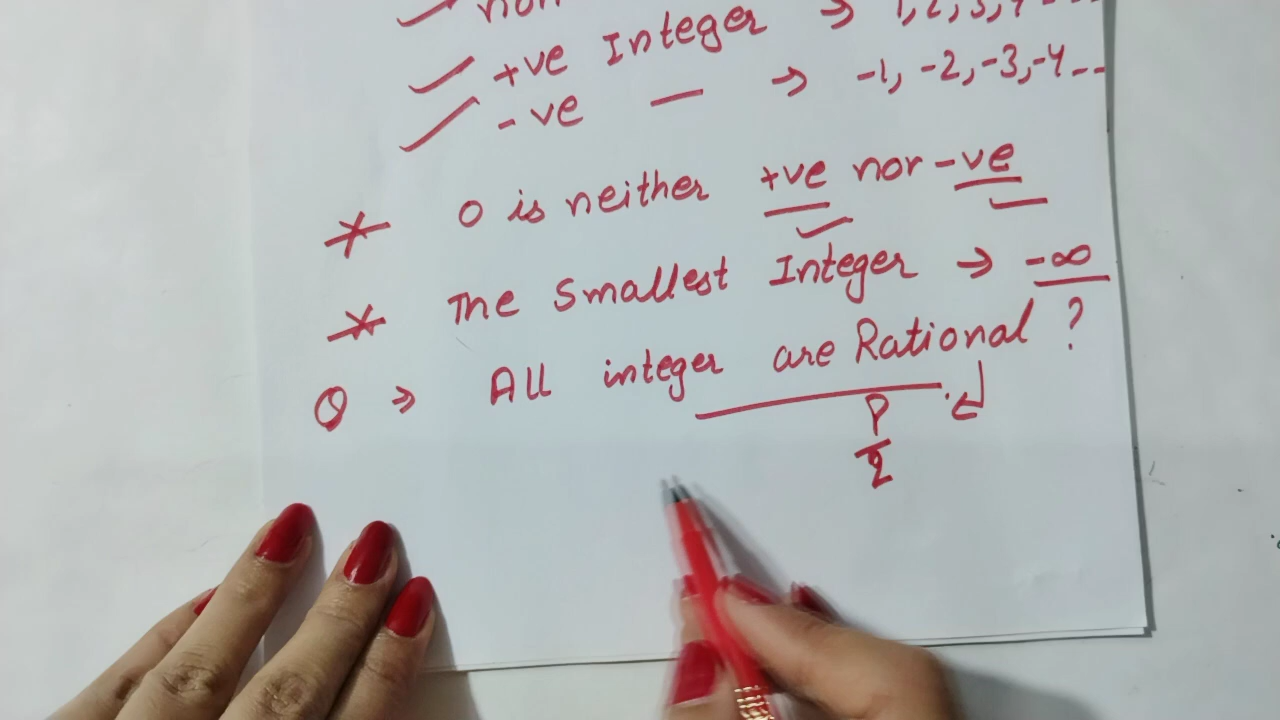 non
+ve Integer → 1, 2, 3, 4 ----
-ve — → -1, -2, -3, -4 --
* 0 is neither +ve nor -ve
* The Smallest Integer → -∞
Q → All integer are Rational ?
P
q